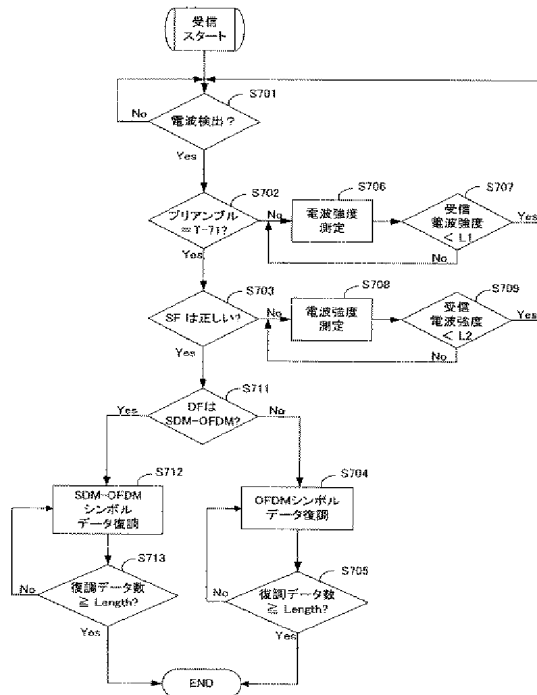 受信
スタート
S701
電波検出？
No
Yes
S702
プリアンブル
No
Yes
S706
電波強度
測定
S707
受信
電波強度
< L1
Yes
No
S703
SF は正しい?
No
Yes
S708
電波強度
測定
S709
受信
電波強度
< L2
Yes
No
S711
DFは
SDM-OFDM?
Yes
No
S712
SDM-OFDM
シンボル
データ復調
S704
OFDMシンボル
データ復調
S713
復調データ数
≧ Length?
No
Yes
S705
復調データ数
≧ Length?
No
Yes
END